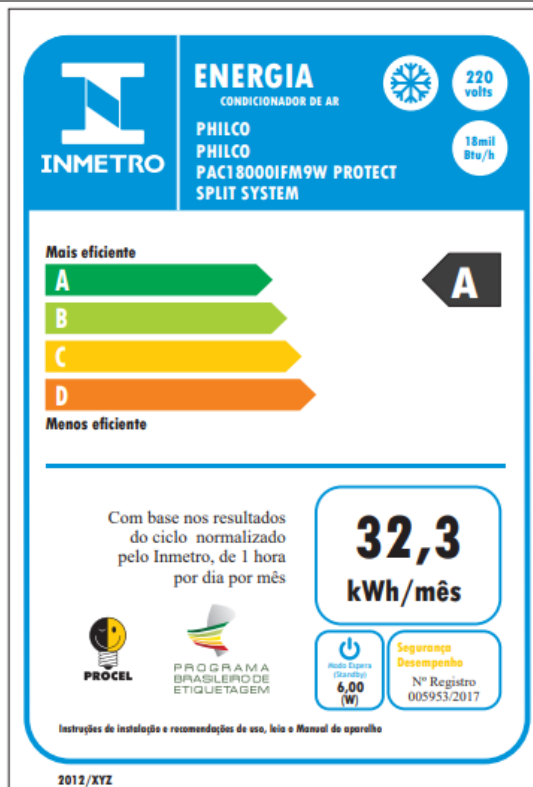 ENERGIA
CONDICIONADOR DE AR
220
volts
INMETRO
PHILCO
PHILCO
PAC18000IFM9W PROTECT
SPLIT SYSTEM
18mil
Btu/h
Mais eficiente
A
A
B
C
D
Menos eficiente
Com base nos resultados
do ciclo normalizado
pelo Inmetro, de 1 hora
por dia por mês
32,3
kWh/mês
PROCEL
PROGRAMA
BRASILEIRO DE
ETIQUETAGEM
Modo Espera
(Standby)
6,00
(W)
Segurança
Desempenho
Nº Registro
005953/2017
Instruções de instalação e recomendações de uso, leia o Manual do aparelho
2012/XYZ